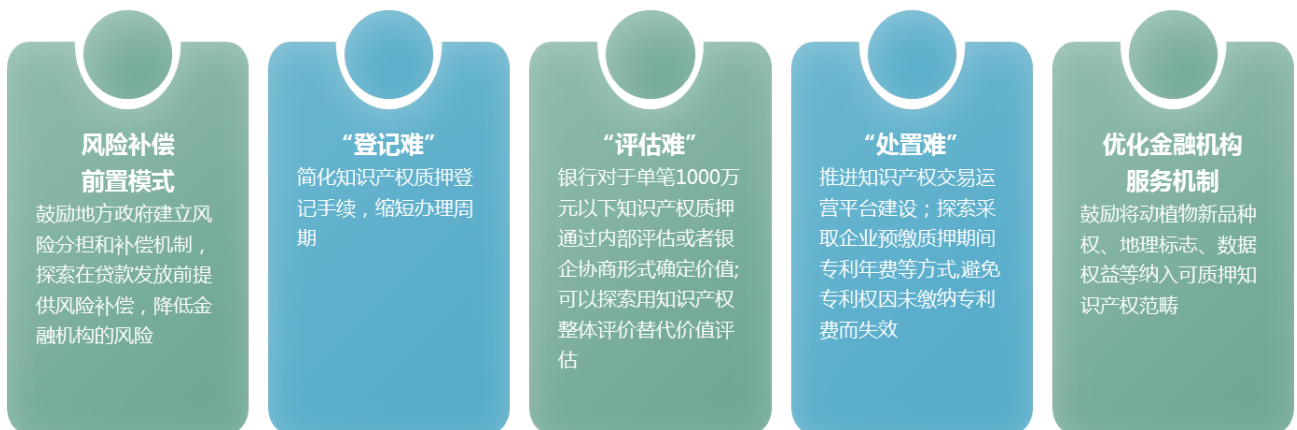 风险补偿
前置模式
鼓励地方政府建立风
险分担和补偿机制，
探索在贷款发放前提
供风险补偿，降低金
融机构的风险
“登记难”
简化知识产权质押登
记手续，缩短办理周
期
“评估难”
银行对于单笔1000万
元以下知识产权质押
通过内部评估或者银
企协商形式确定价值;
可以探索用知识产权
整体评价替代价值评
估
“处置难”
推进知识产权交易运
营平台建设；探索采
取企业预缴质押期间
专利年费等方式,避免
专利权因未缴纳专利
费而失效
优化金融机构
服务机制
鼓励将动植物新品种
权、地理标志、数据
权益等纳入可质押知
识产权范畴